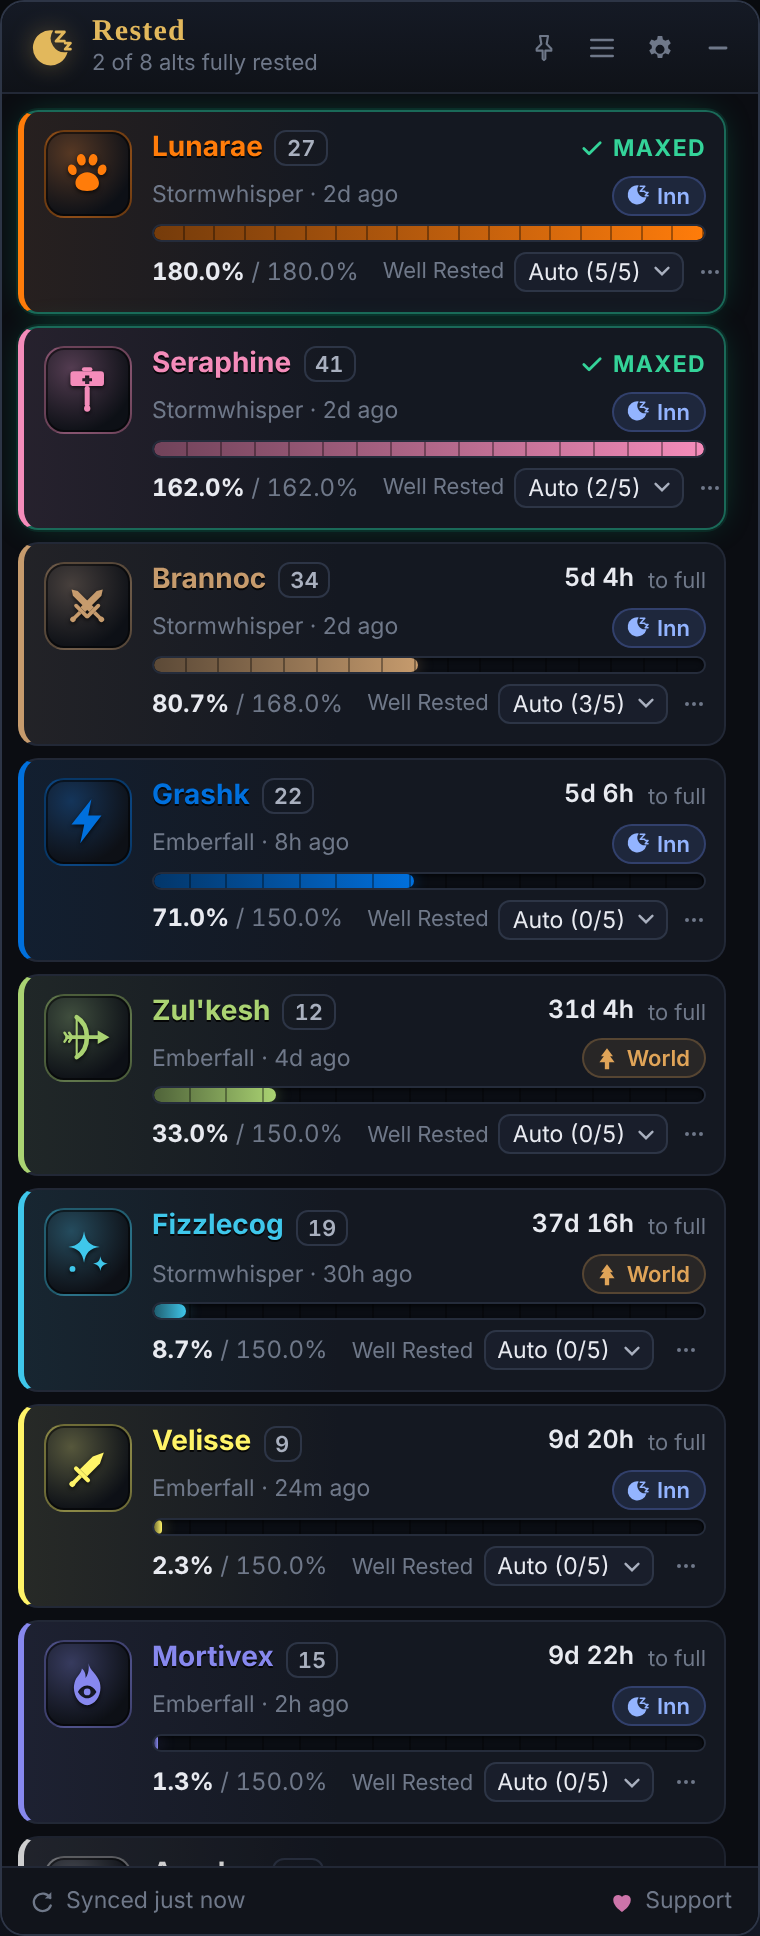 Rested
2 of 8 alts fully rested
Lunarae 27 MAXED
Stormwhisper · 2d ago Inn
180.0% / 180.0% Well Rested Auto (5/5)
Seraphine 41 MAXED
Stormwhisper · 2d ago Inn
162.0% / 162.0% Well Rested Auto (2/5)
Brannoc 34 5d 4h to full
Stormwhisper · 2d ago Inn
80.7% / 168.0% Well Rested Auto (3/5)
Grashk 22 5d 6h to full
Emberfall · 8h ago Inn
71.0% / 150.0% Well Rested Auto (0/5)
Zul'kesh 12 31d 4h to full
Emberfall · 4d ago World
33.0% / 150.0% Well Rested Auto (0/5)
Fizzlecog 19 37d 16h to full
Stormwhisper · 30h ago World
8.7% / 150.0% Well Rested Auto (0/5)
Velisse 9 9d 20h to full
Emberfall · 24m ago Inn
2.3% / 150.0% Well Rested Auto (0/5)
Mortivex 15 9d 22h to full
Emberfall · 2h ago Inn
1.3% / 150.0% Well Rested Auto (0/5)
Synced just now Support